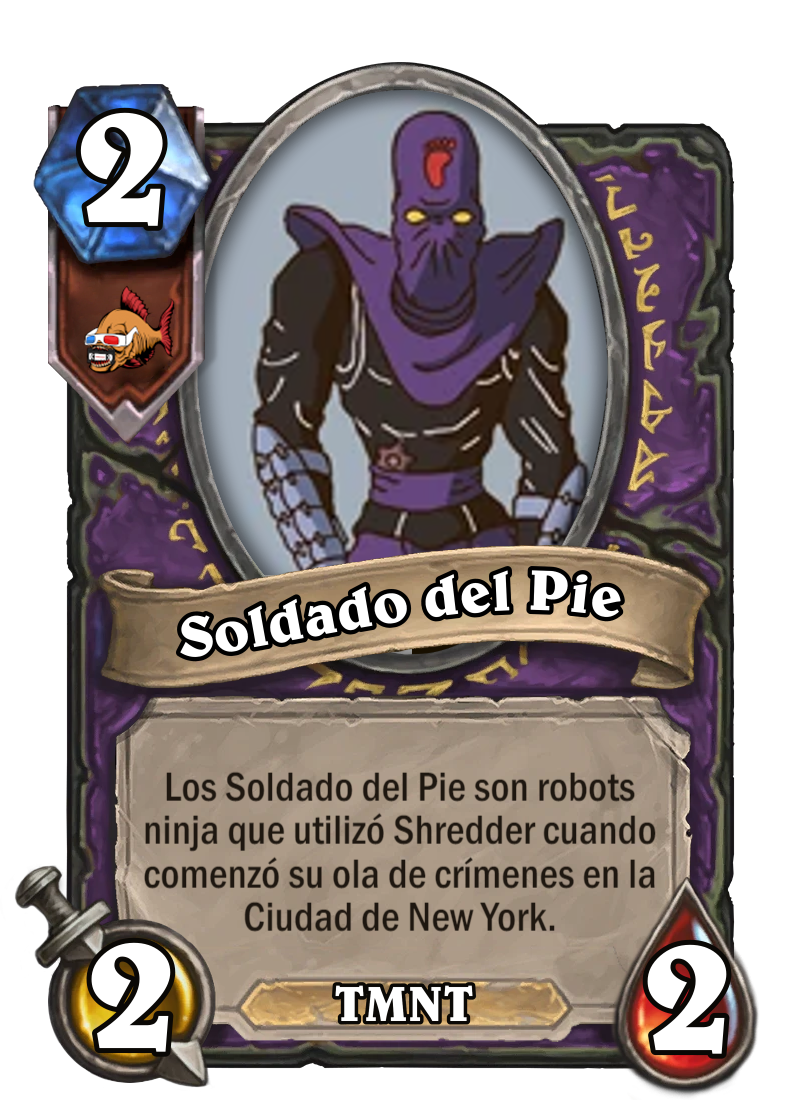 2
Soldado del Pie
Los Soldado del Pie son robots
ninja que utilizó Shredder cuando
comenzó su ola de crímenes en la
Ciudad de New York.
2
TMNT
2